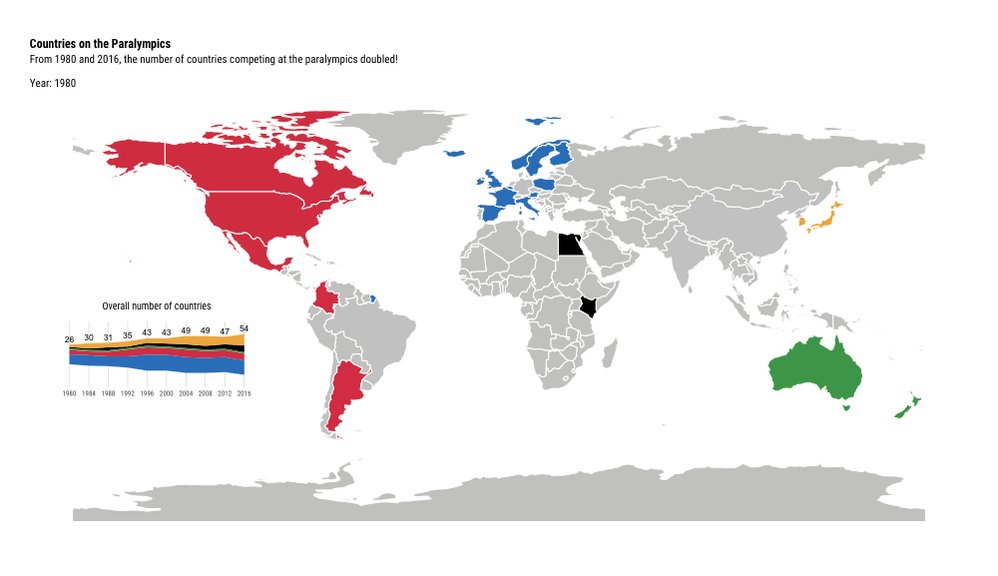 Countries on the Paralympics
From 1980 and 2016, the number of countries competing at the paralympics doubled!
Year: 1980
Overall number of countries
26 30 31 35 43 43 49 49 47 54
1980 1984 1988 1992 1996 2000 2004 2008 2012 2016